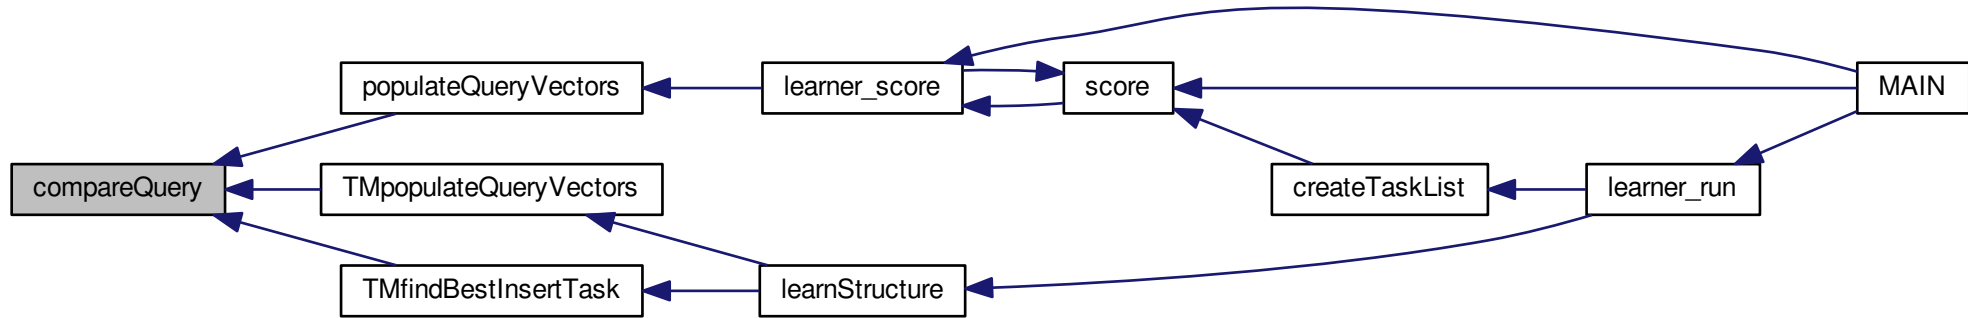 populateQueryVectors
learner_score
score
MAIN
compareQuery
TMpopulateQueryVectors
createTaskList
learner_run
TMfindBestInsertTask
learnStructure